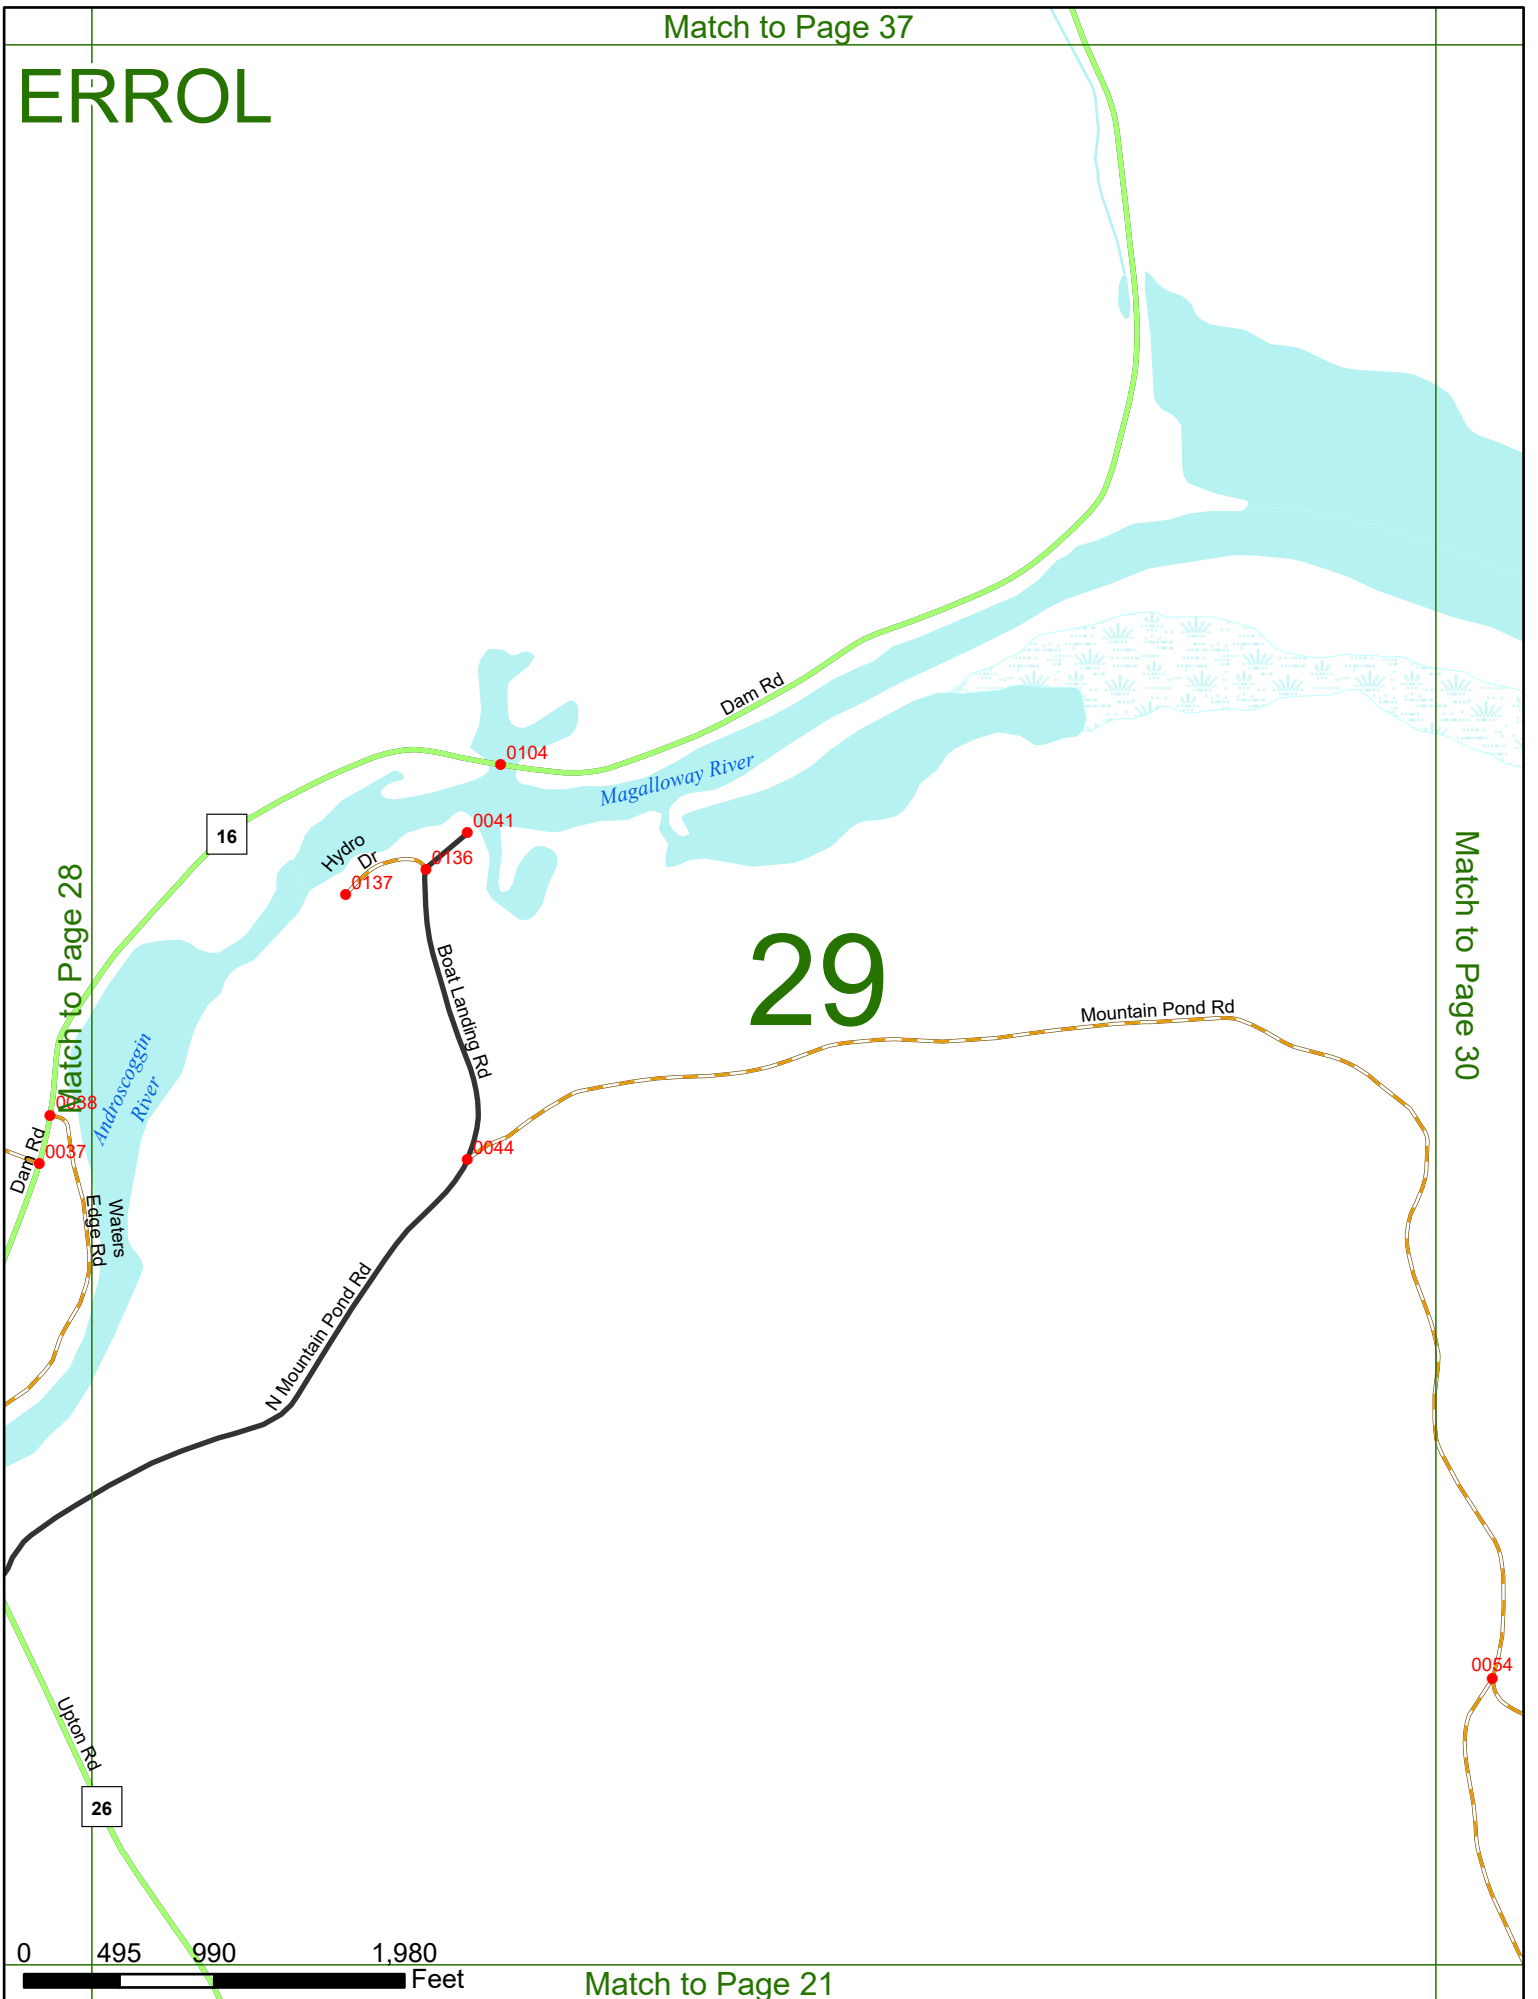 Match to Page 37
ERROL
Dam Rd
0104
Magalloway River
16
0041
Hydro
Dr
0136
0137
Match to Page 28
Match to Page 30
29
Boat Landing Rd
Mountain Pond Rd
Androscoggin
River
0038
Dam Rd
0037
0044
Waters
Edge Rd
N Mountain Pond Rd
0054
Upton Rd
26
0 495 990 1,980
Feet
Match to Page 21